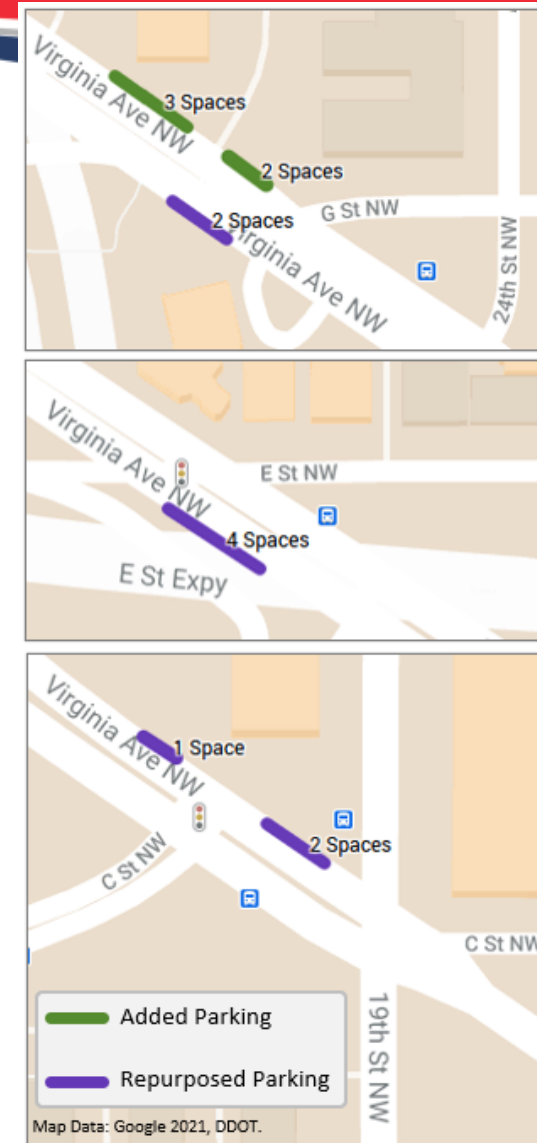 Virginia Ave NW
3 Spaces
2 Spaces
2 Spaces
G St NW
Virginia Ave NW
24th St NW
Virginia Ave NW
E St NW
4 Spaces
E St Expy
Virginia Ave NW
1 Space
2 Spaces
C St NW
C St NW
19th St NW
Added Parking
Repurposed Parking
Map Data: Google 2021, DDOT.